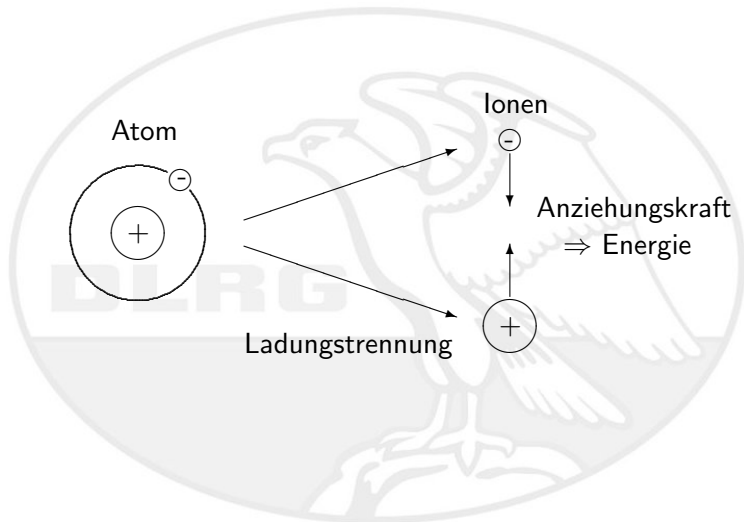 Ionen
Atom
-
-
Anziehungskraft
+
⇒ Energie
DLRG
+
Ladungstrennung